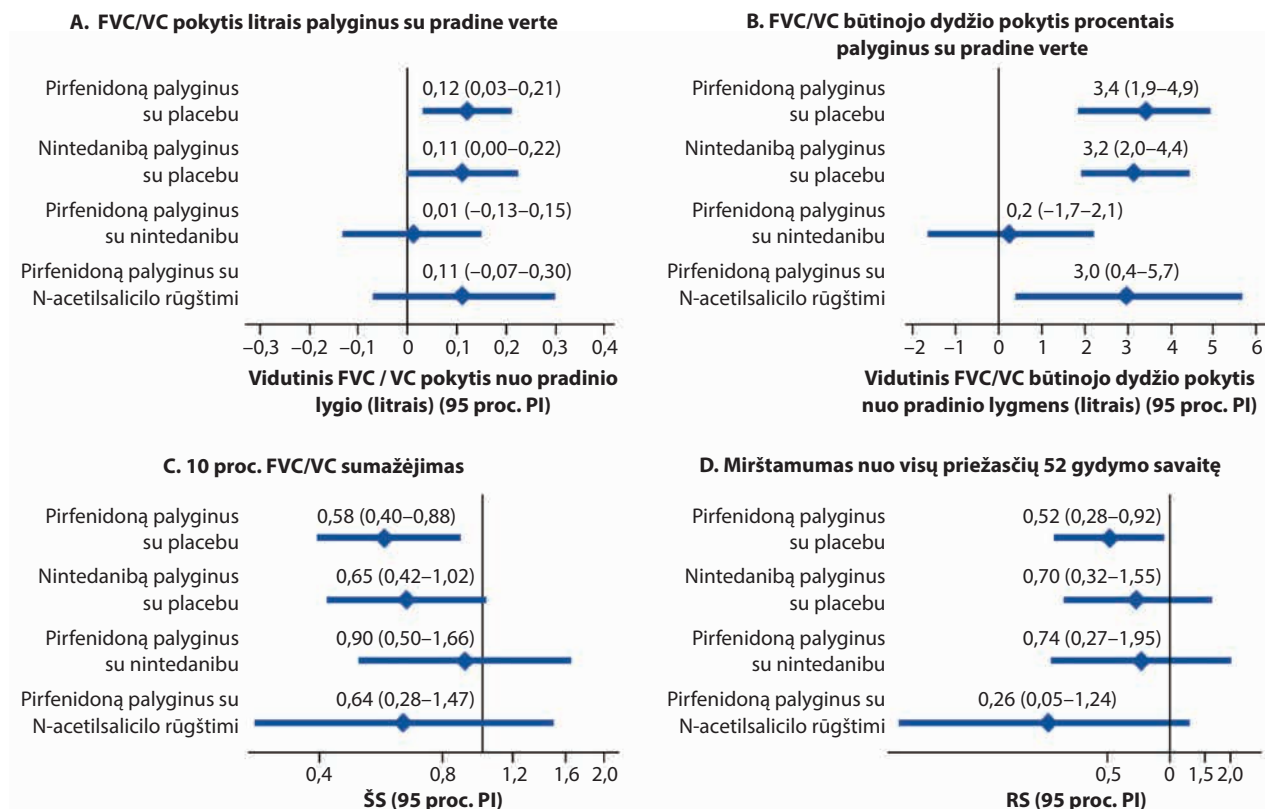 A. FVC/VC pokytis litrais palyginus su pradine verte
Pirfenidoną palyginus
su placebu
0,12 (0,03–0,21)
Nintedanibą palyginus
su placebu
0,11 (0,00–0,22)
Pirfenidoną palyginus
su nintedanibu
0,01 (–0,13–0,15)
Pirfenidoną palyginus su
N-acetilsalicilo rūgštimi
0,11 (–0,07–0,30)
–0,3 –0,2 –0,1 0 0,1 0,2 0,3 0,4
Vidutinis FVC / VC pokytis nuo pradinio
lygio (litrais) (95 proc. PI)
B. FVC/VC būtinojo dydžio pokytis procentais
palyginus su pradine verte
Pirfenidoną palyginus
su placebu
3,4 (1,9–4,9)
Nintedanibą palyginus
su placebu
3,2 (2,0–4,4)
Pirfenidoną palyginus
su nintedanibu
0,2 (–1,7–2,1)
Pirfenidoną palyginus su
N-acetilsalicilo rūgštimi
3,0 (0,4–5,7)
–2 –1 0 1 2 3 4 5 6
Vidutinis FVC/VC būtinojo dydžio pokytis
nuo pradinio lygmens (litrais) (95 proc. PI)
C. 10 proc. FVC/VC sumažėjimas
Pirfenidoną palyginus
su placebu
0,58 (0,40–0,88)
Nintedanibą palyginus
su placebu
0,65 (0,42–1,02)
Pirfenidoną palyginus
su nintedanibu
0,90 (0,50–1,66)
Pirfenidoną palyginus su
N-acetilsalicilo rūgštimi
0,64 (0,28–1,47)
0,4 0,8 1,2 1,6 2,0
ŠS (95 proc. PI)
D. Mirštamumas nuo visų priežasčių 52 gydymo savaitę
Pirfenidoną palyginus
su placebu
0,52 (0,28–0,92)
Nintedanibą palyginus
su placebu
0,70 (0,32–1,55)
Pirfenidoną palyginus
su nintedanibu
0,74 (0,27–1,95)
Pirfenidoną palyginus su
N-acetilsalicilo rūgštimi
0,26 (0,05–1,24)
0,5 0 1,5 2,0
RS (95 proc. PI)